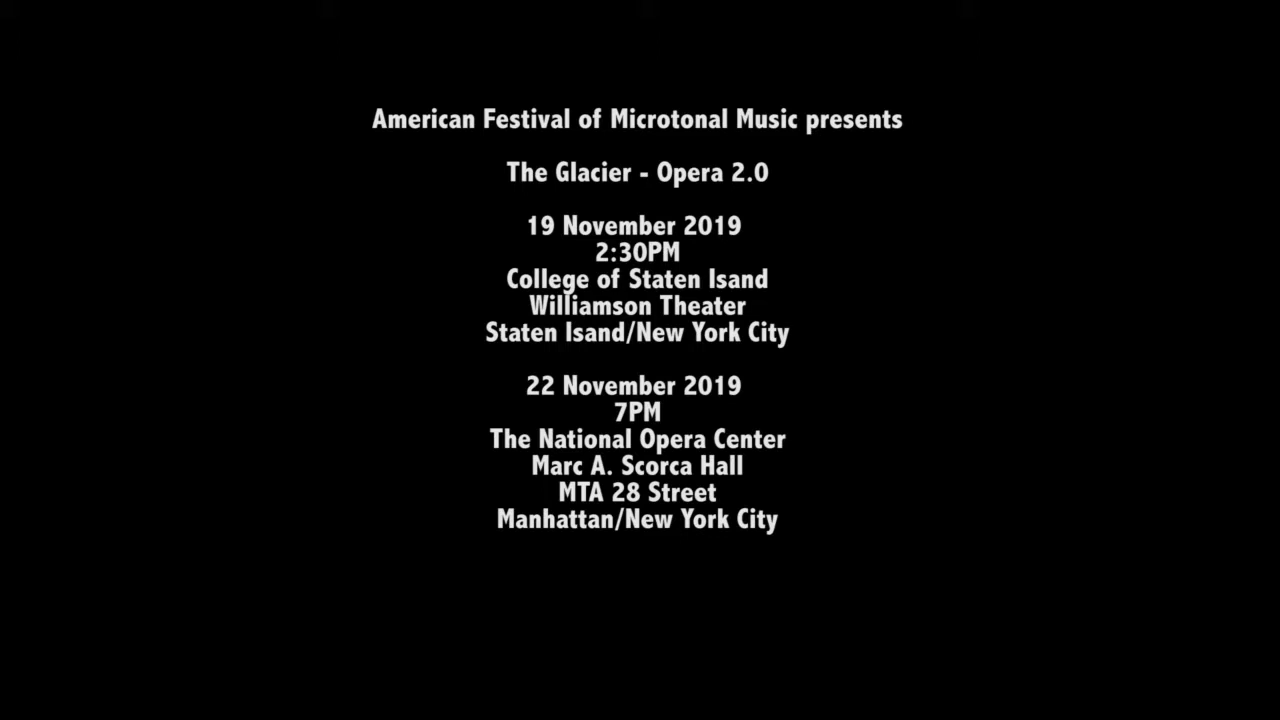 American Festival of Microtonal Music presents
The Glacier - Opera 2.0
19 November 2019
2:30PM
College of Staten Isand
Williamson Theater
Staten Isand/New York City
22 November 2019
7PM
The National Opera Center
Marc A. Scorca Hall
MTA 28 Street
Manhattan/New York City